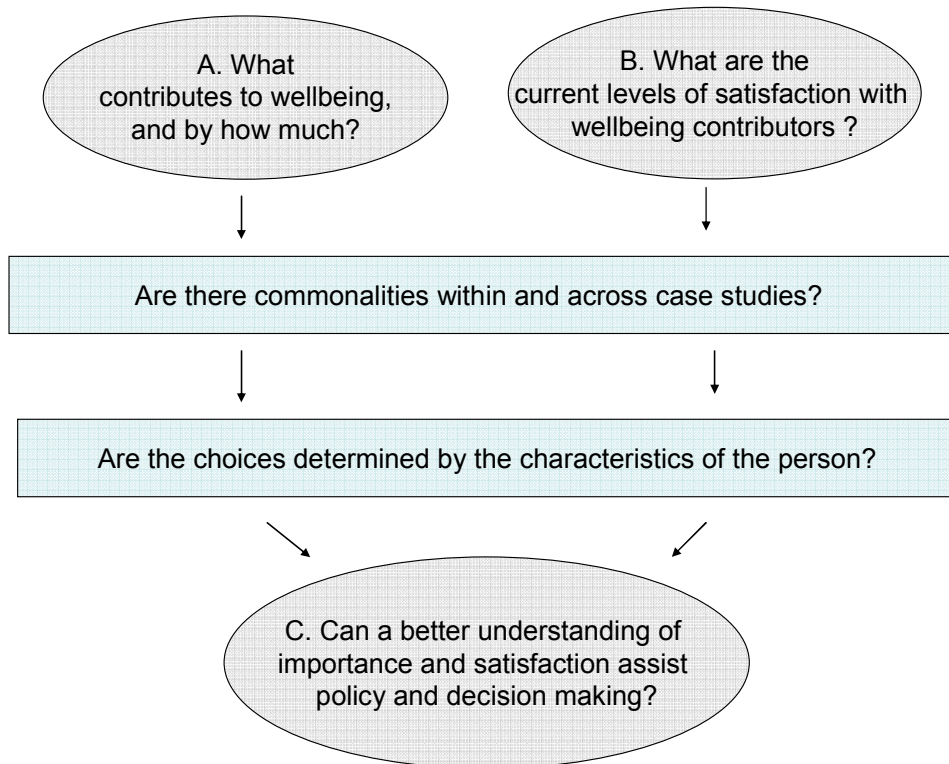 A. What
contributes to wellbeing,
and by how much?
B. What are the
current levels of satisfaction with
wellbeing contributors ?
Are there commonalities within and across case studies?
Are the choices determined by the characteristics of the person?
C. Can a better understanding of
importance and satisfaction assist
policy and decision making?